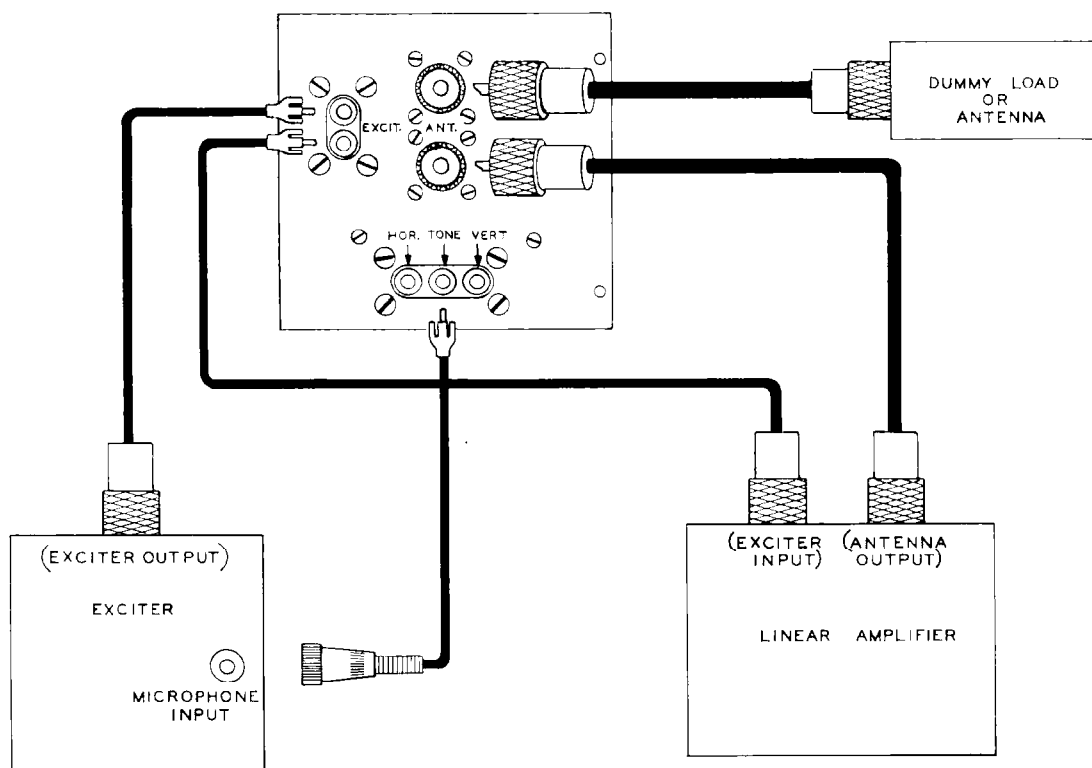 DUMMY LOAD
OR
ANTENNA
EXCIT. ANT.
HOR. TONE VERT
(EXCITER OUTPUT)
EXCITER
MICROPHONE
INPUT
(EXCITER
INPUT)
(ANTENNA
OUTPUT)
LINEAR AMPLIFIER